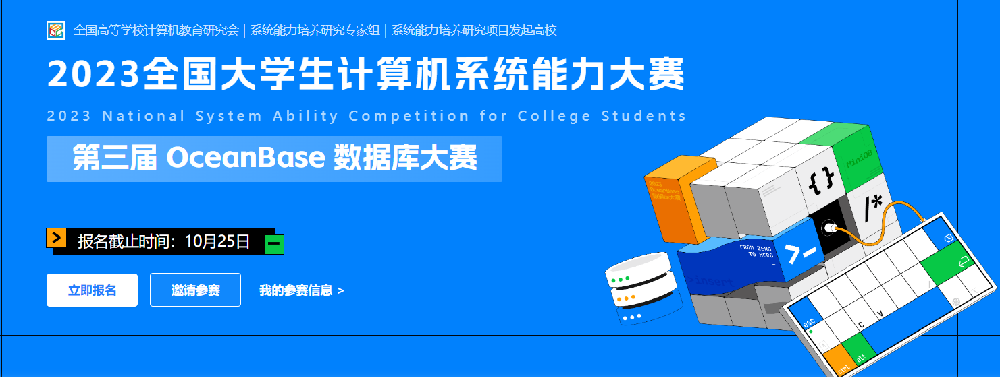 全国高等学校计算机教育研究会 | 系统能力培养研究专家组 | 系统能力培养研究项目发起高校
2023全国大学生计算机系统能力大赛
2023 National System Ability Competition for College Students
第三届 OceanBase 数据库大赛
报名截止时间：10月25日
立即报名
邀请参赛
我的参赛信息 >
2023
OceanBase
数据库大赛
{}
MiniOB
/*
FROM ZERO
TO HERO
_
>_
>insert
esc
C
V
/
ctrl
alt